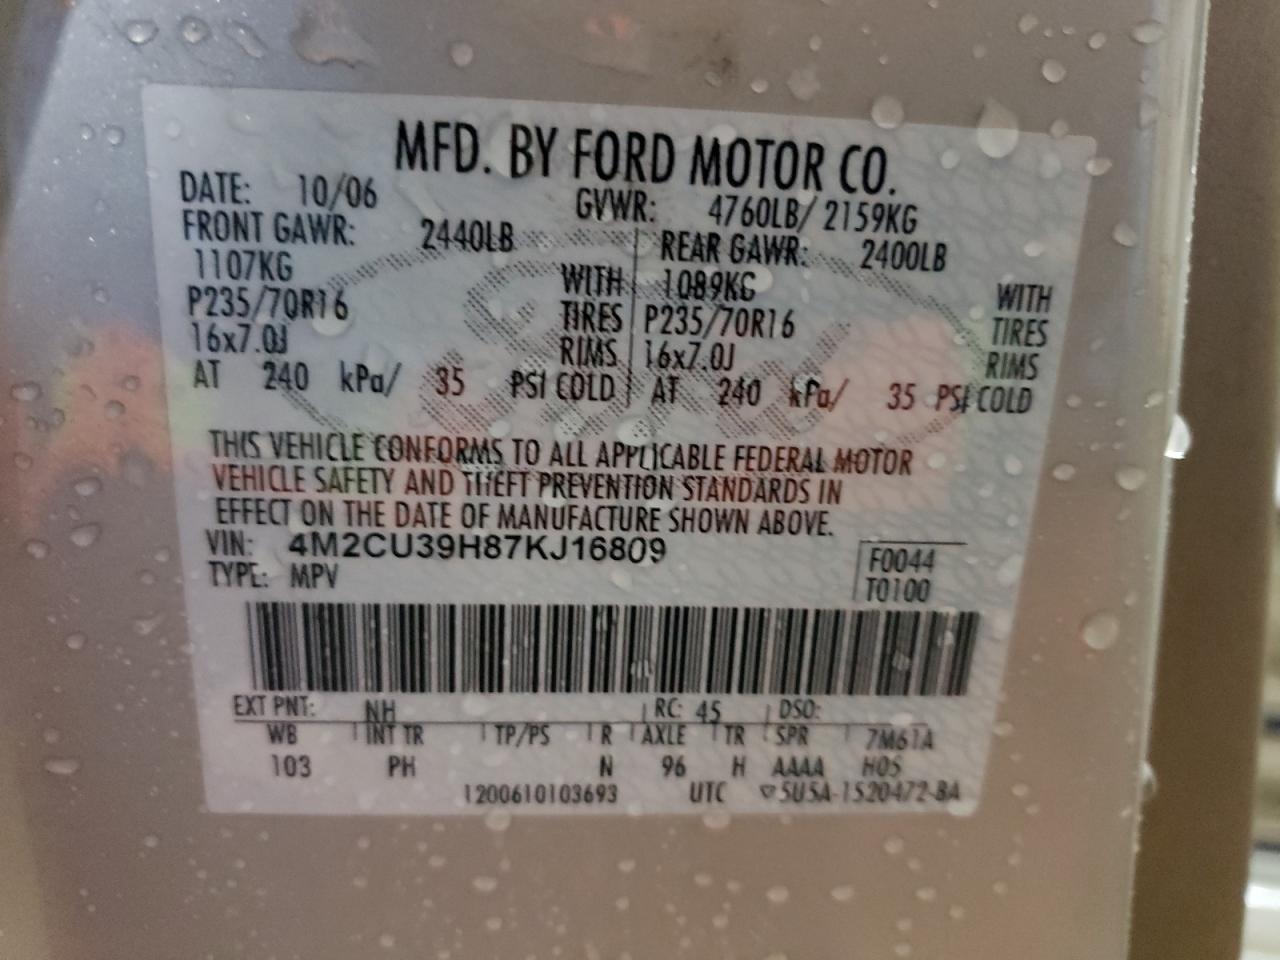 MFD. BY FORD MOTOR CO.
DATE: 10/06 GVWR: 4760LB/ 2159KG
FRONT GAWR: 2440LB REAR GAWR: 2400LB
1107KG WITH 1089KG WITH
P235/70R16 TIRES P235/70R16 TIRES
16x7.0J RIMS 16x7.0J RIMS
AT 240 kPa/ 35 PSI COLD AT 240 kPa/ 35 PSI COLD
THIS VEHICLE CONFORMS TO ALL APPLICABLE FEDERAL MOTOR
VEHICLE SAFETY AND THEFT PREVENTION STANDARDS IN
EFFECT ON THE DATE OF MANUFACTURE SHOWN ABOVE.
VIN: 4M2CU39H87KJ16809 F0044
TYPE: MPV T0100
EXT PNT: NH RC: 45 DSO:
WB INT TR TP/PS R AXLE TR SPR 7M61A
103 PH N 96 H AAAA H05
1200610103693 UTC ▽5U5A-1520472-BA